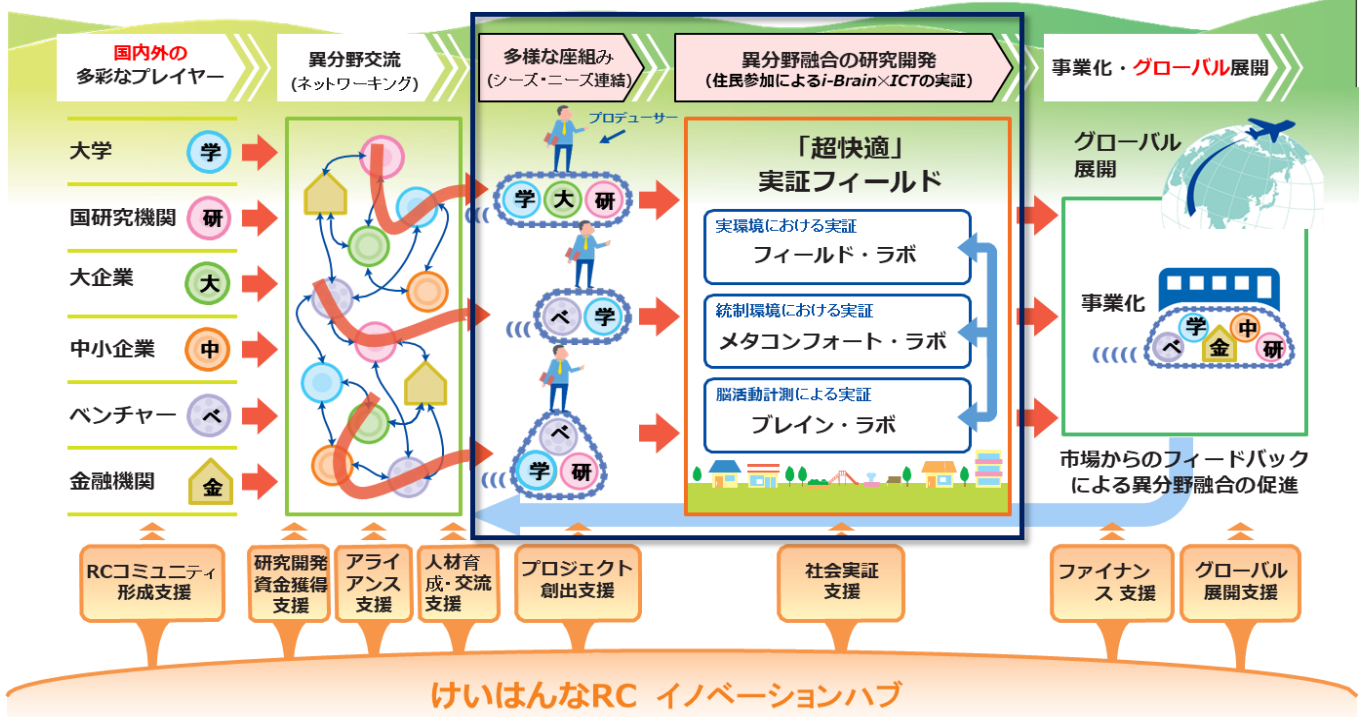 国内外の
多彩なプレイヤー
異分野交流
(ネットワーキング)
多様な座組み
(シーズ・ニーズ連結)
異分野融合の研究開発
(住民参加によるi-Brain×ICTの実証)
事業化・グローバル展開
大学
学
国研究機関
研
大企業
大
中小企業
中
ベンチャー
ベ
金融機関
金
プロデューサー
学 大 研
ベ 学
ベ
学 研
「超快適」
実証フィールド
実環境における実証
フィールド・ラボ
統制環境における実証
メタコンフォート・ラボ
脳活動計測による実証
ブレイン・ラボ
グローバル
展開
事業化
ベ 学 金 中 研
市場からのフィードバック
による異分野融合の促進
RCコミュニティ
形成支援
研究開発
資金獲得
支援
アライ
アンス
支援
人材育
成・交流
支援
プロジェクト
創出支援
社会実証
支援
ファイナン
ス 支援
グローバル
展開支援
けいはんなRC イノベーションハブ